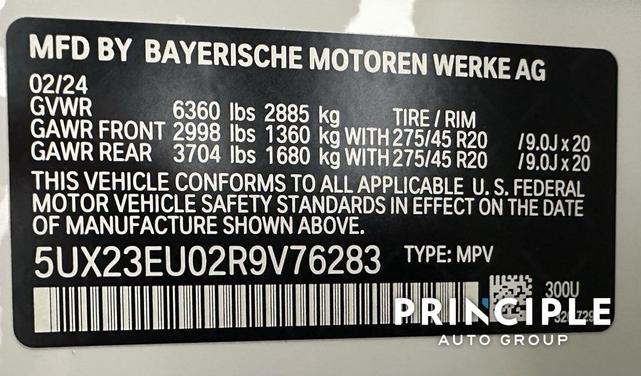 MFD BY BAYERISCHE MOTOREN WERKE AG
02/24
GVWR 6360 lbs 2885 kg TIRE / RIM
GAWR FRONT 2998 lbs 1360 kg WITH 275/45 R20 /9.0J x 20
GAWR REAR 3704 lbs 1680 kg WITH 275/45 R20 /9.0J x 20
THIS VEHICLE CONFORMS TO ALL APPLICABLE U. S. FEDERAL
MOTOR VEHICLE SAFETY STANDARDS IN EFFECT ON THE DATE
OF MANUFACTURE SHOWN ABOVE.
5UX23EU02R9V76283 TYPE: MPV
300U
PRINCIPLE
AUTO GROUP